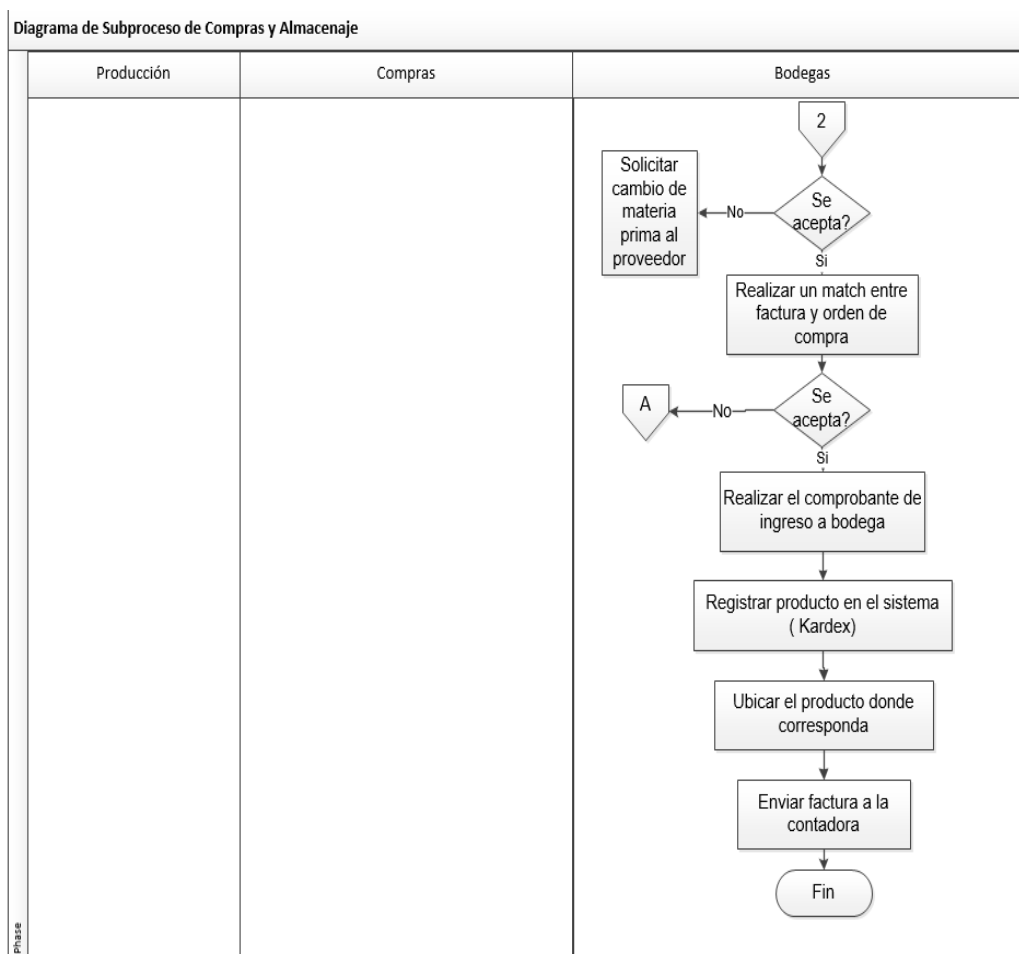 Diagrama de Subproceso de Compras y Almacenaje
Producción
Compras
Bodegas
2
Solicitar
cambio de
materia
prima al
proveedor
No
Se
acepta?
Si
Realizar un match entre
factura y orden de
compra
A
No
Se
acepta?
Si
Realizar el comprobante de
ingreso a bodega
Registrar producto en el sistema
( Kardex)
Ubicar el producto donde
corresponda
Enviar factura a la
contadora
Fin
Phase